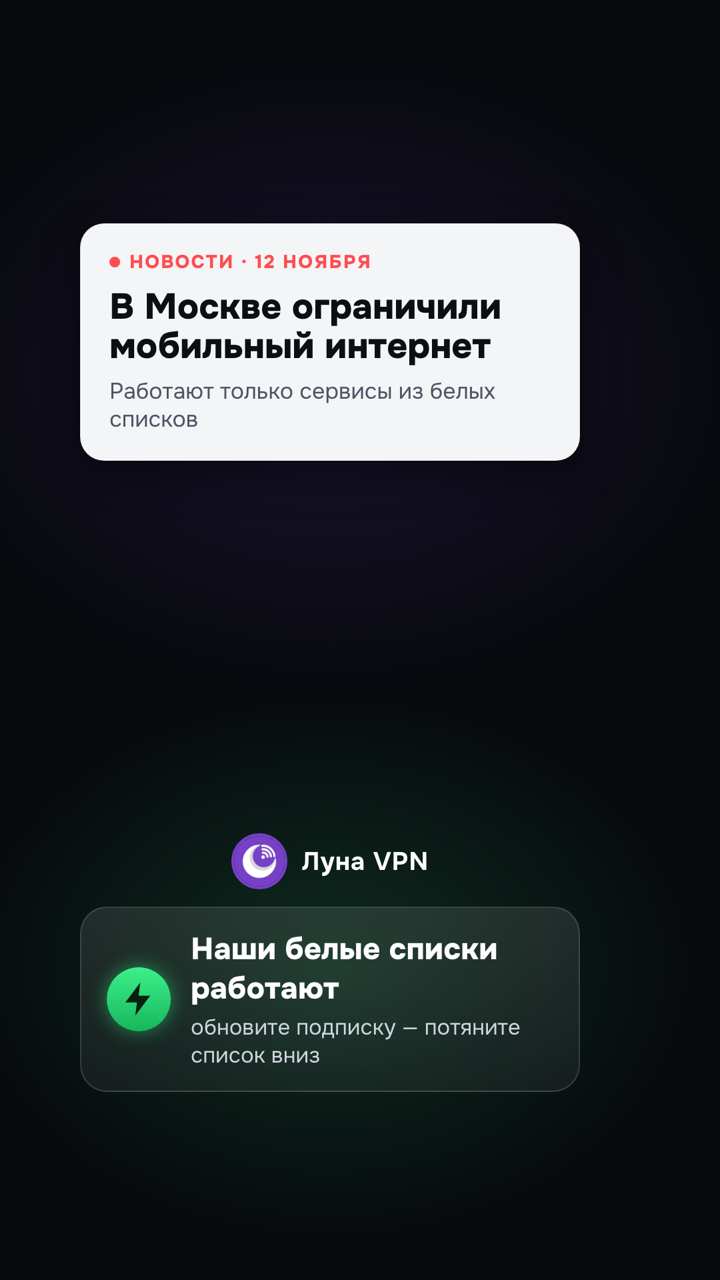 НОВОСТИ · 12 НОЯБРЯ
В Москве ограничили
мобильный интернет
Работают только сервисы из белых
списков
Луна VPN
Наши белые списки
работают
обновите подписку — потяните
список вниз